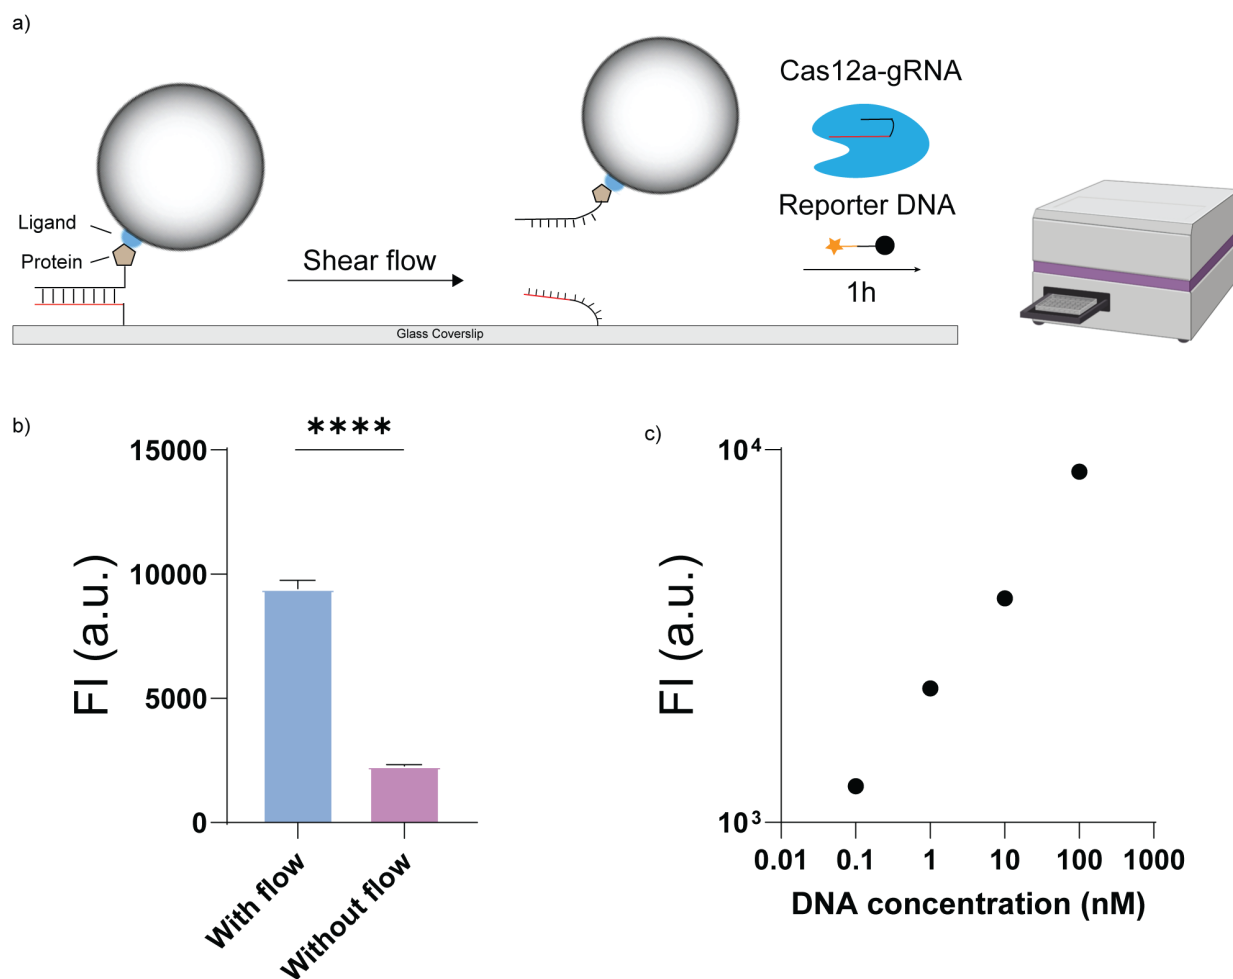 a)
Cas12a-gRNA
Ligand
Protein
Shear flow
Reporter DNA
1h
Glass Coverslip
b)
****
15000
10000
5000
0
FI (a.u.)
With flow
Without flow
c)
10⁴
10³
FI (a.u.)
0.01 0.1 1 10 100 1000
DNA concentration (nM)